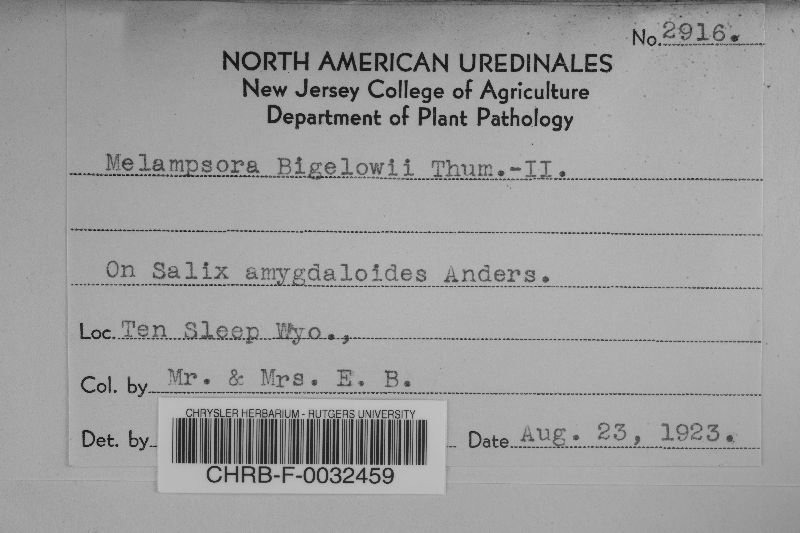 No. 2916.
NORTH AMERICAN UREDINALES
New Jersey College of Agriculture
Department of Plant Pathology
Melampsora Bigelowii Thum.-II.
On Salix amygdaloides Anders.
Loc. Ten Sleep Wyo.,
Col. by Mr. & Mrs. E. B.
Det. by
Date Aug. 23, 1923.
CHRYSLER HERBARIUM - RUTGERS UNIVERSITY
CHRB-F-0032459